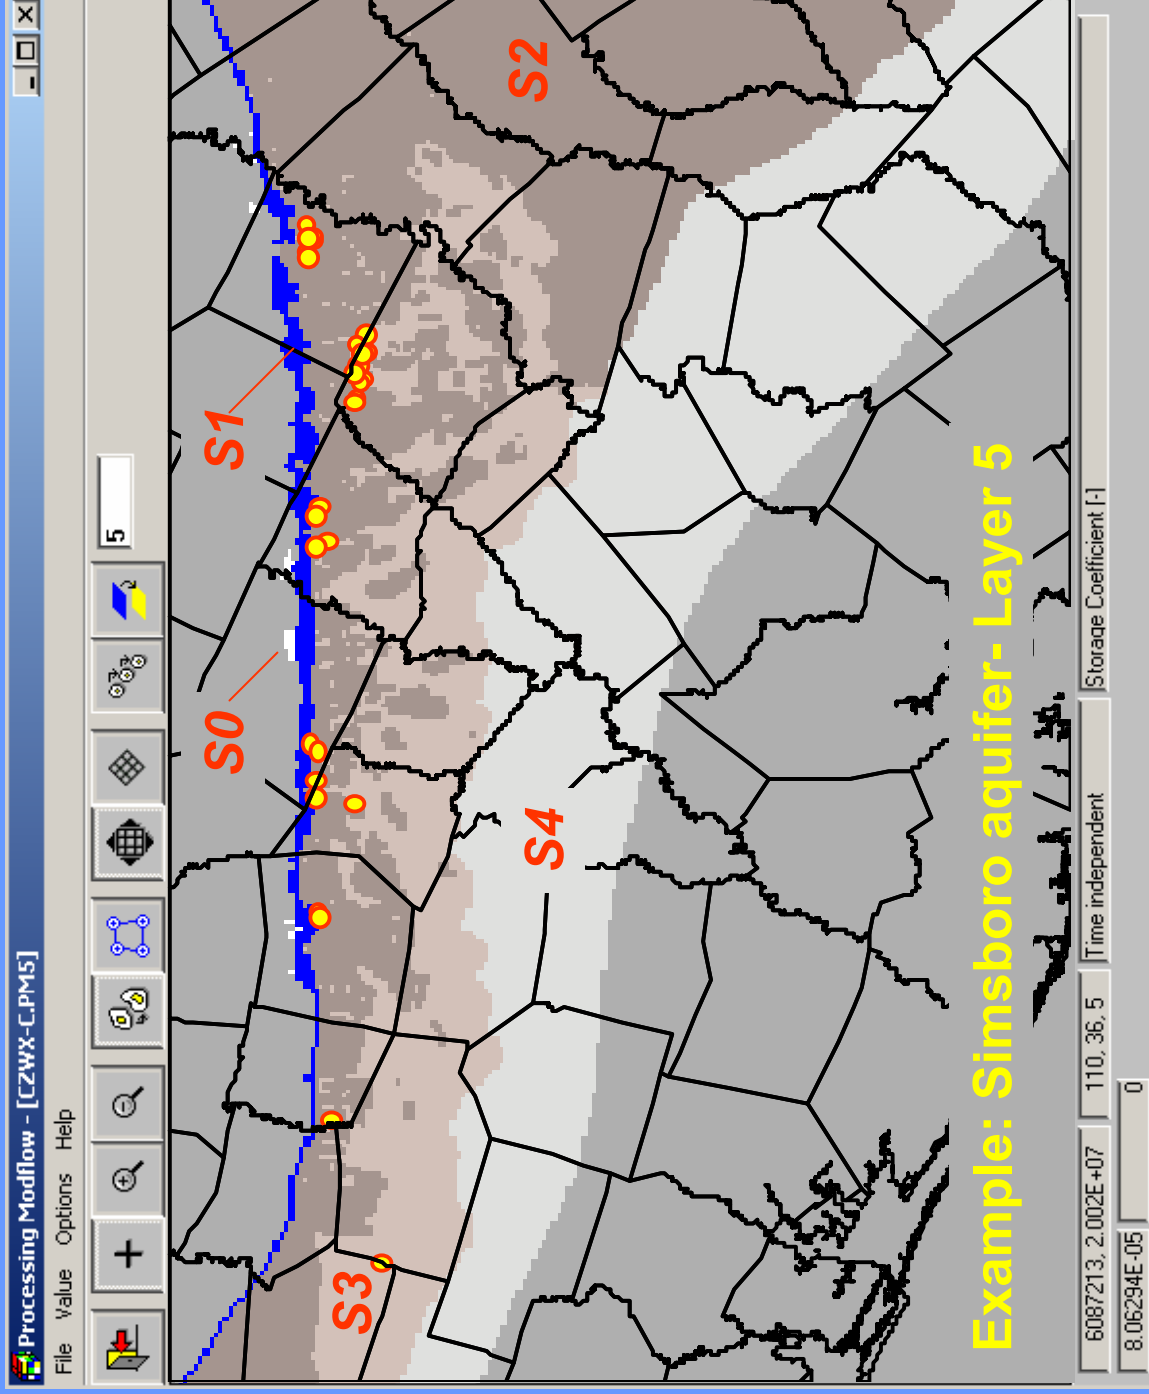 Processing Modflow - [CZWX-C.PM5]
File Value Options Help
5
S0
S1
S2
S3
S4
Example: Simsboro aquifer- Layer 5
6087213, 2.002E+07
110, 36, 5
Time independent
Storage Coefficient [-]
8.06294E-05
0